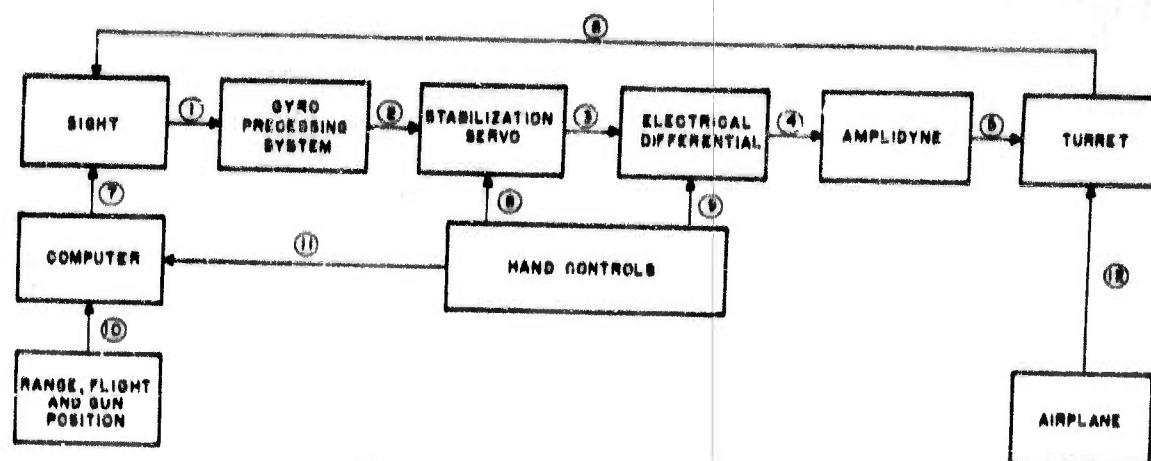 ⑥
SIGHT
①
GYRO
PRECESSING
SYSTEM
②
STABILIZATION
SERVO
③
ELECTRICAL
DIFFERENTIAL
④
AMPLIDYNE
⑤
TURRET
⑦
⑧
⑨
COMPUTER
⑪
HAND CONTROLS
⑫
⑩
RANGE, FLIGHT
AND GUN
POSITION
AIRPLANE